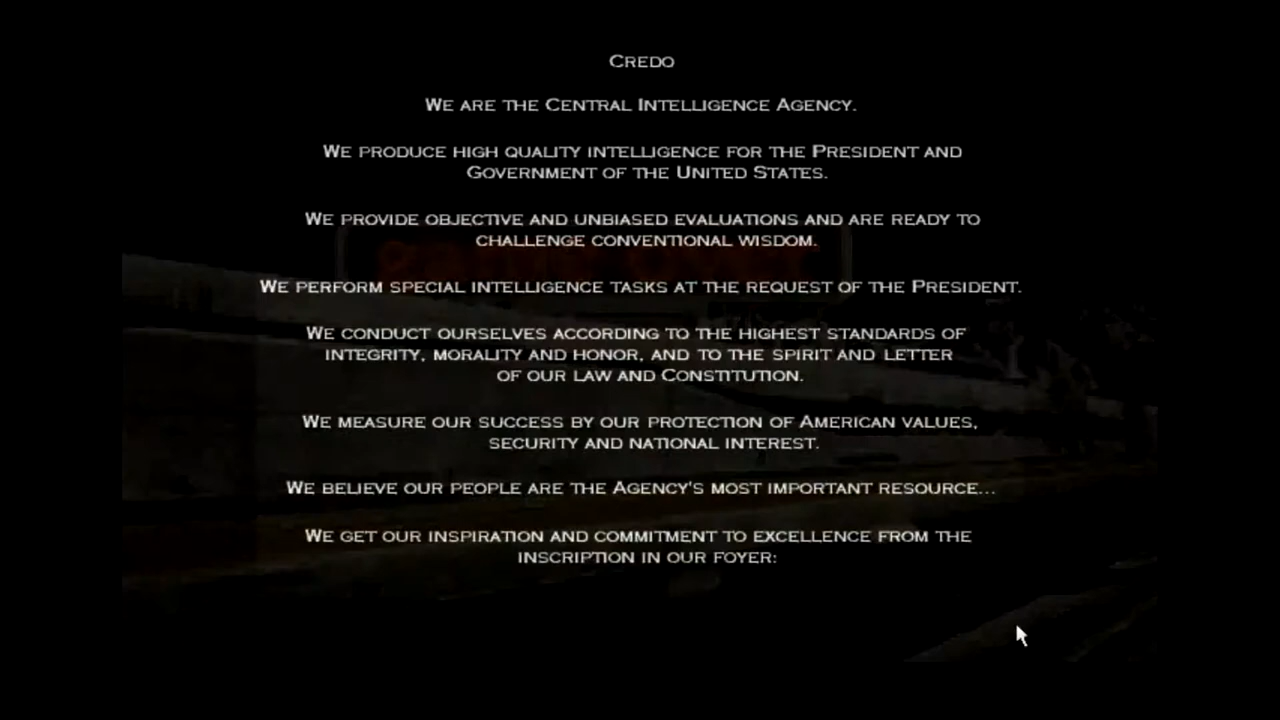 Credo
We are the Central Intelligence Agency.
We produce high quality intelligence for the President and
Government of the United States.
We provide objective and unbiased evaluations and are ready to
challenge conventional wisdom.
We perform special intelligence tasks at the request of the President.
We conduct ourselves according to the highest standards of
integrity, morality and honor, and to the spirit and letter
of our law and Constitution.
We measure our success by our protection of American values,
security and national interest.
We believe our people are the Agency's most important resource...
We get our inspiration and commitment to excellence from the
inscription in our foyer: